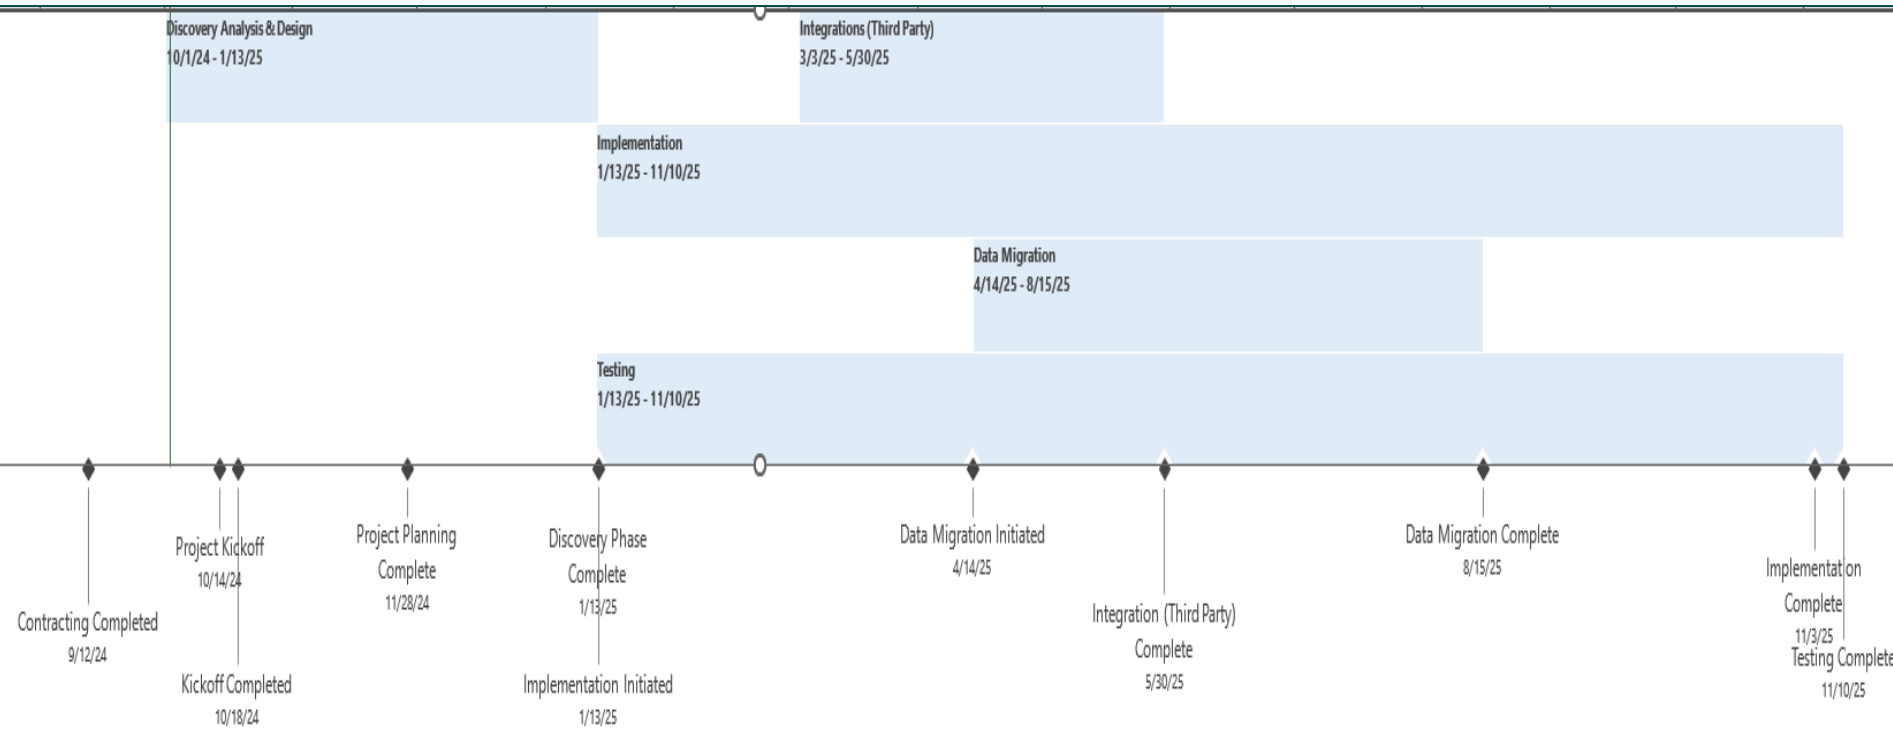 Discovery Analysis & Design
10/1/24 - 1/13/25
Integrations (Third Party)
3/3/25 - 5/30/25
Implementation
1/13/25 - 11/10/25
Data Migration
4/14/25 - 8/15/25
Testing
1/13/25 - 11/10/25
Contracting Completed
9/12/24
Project Kickoff
10/14/24
Kickoff Completed
10/18/24
Project Planning
Complete
11/28/24
Discovery Phase
Complete
1/13/25
Implementation Initiated
1/13/25
Data Migration Initiated
4/14/25
Integration (Third Party)
Complete
5/30/25
Data Migration Complete
8/15/25
Implementation
Complete
11/3/25
Testing Complete
11/10/25